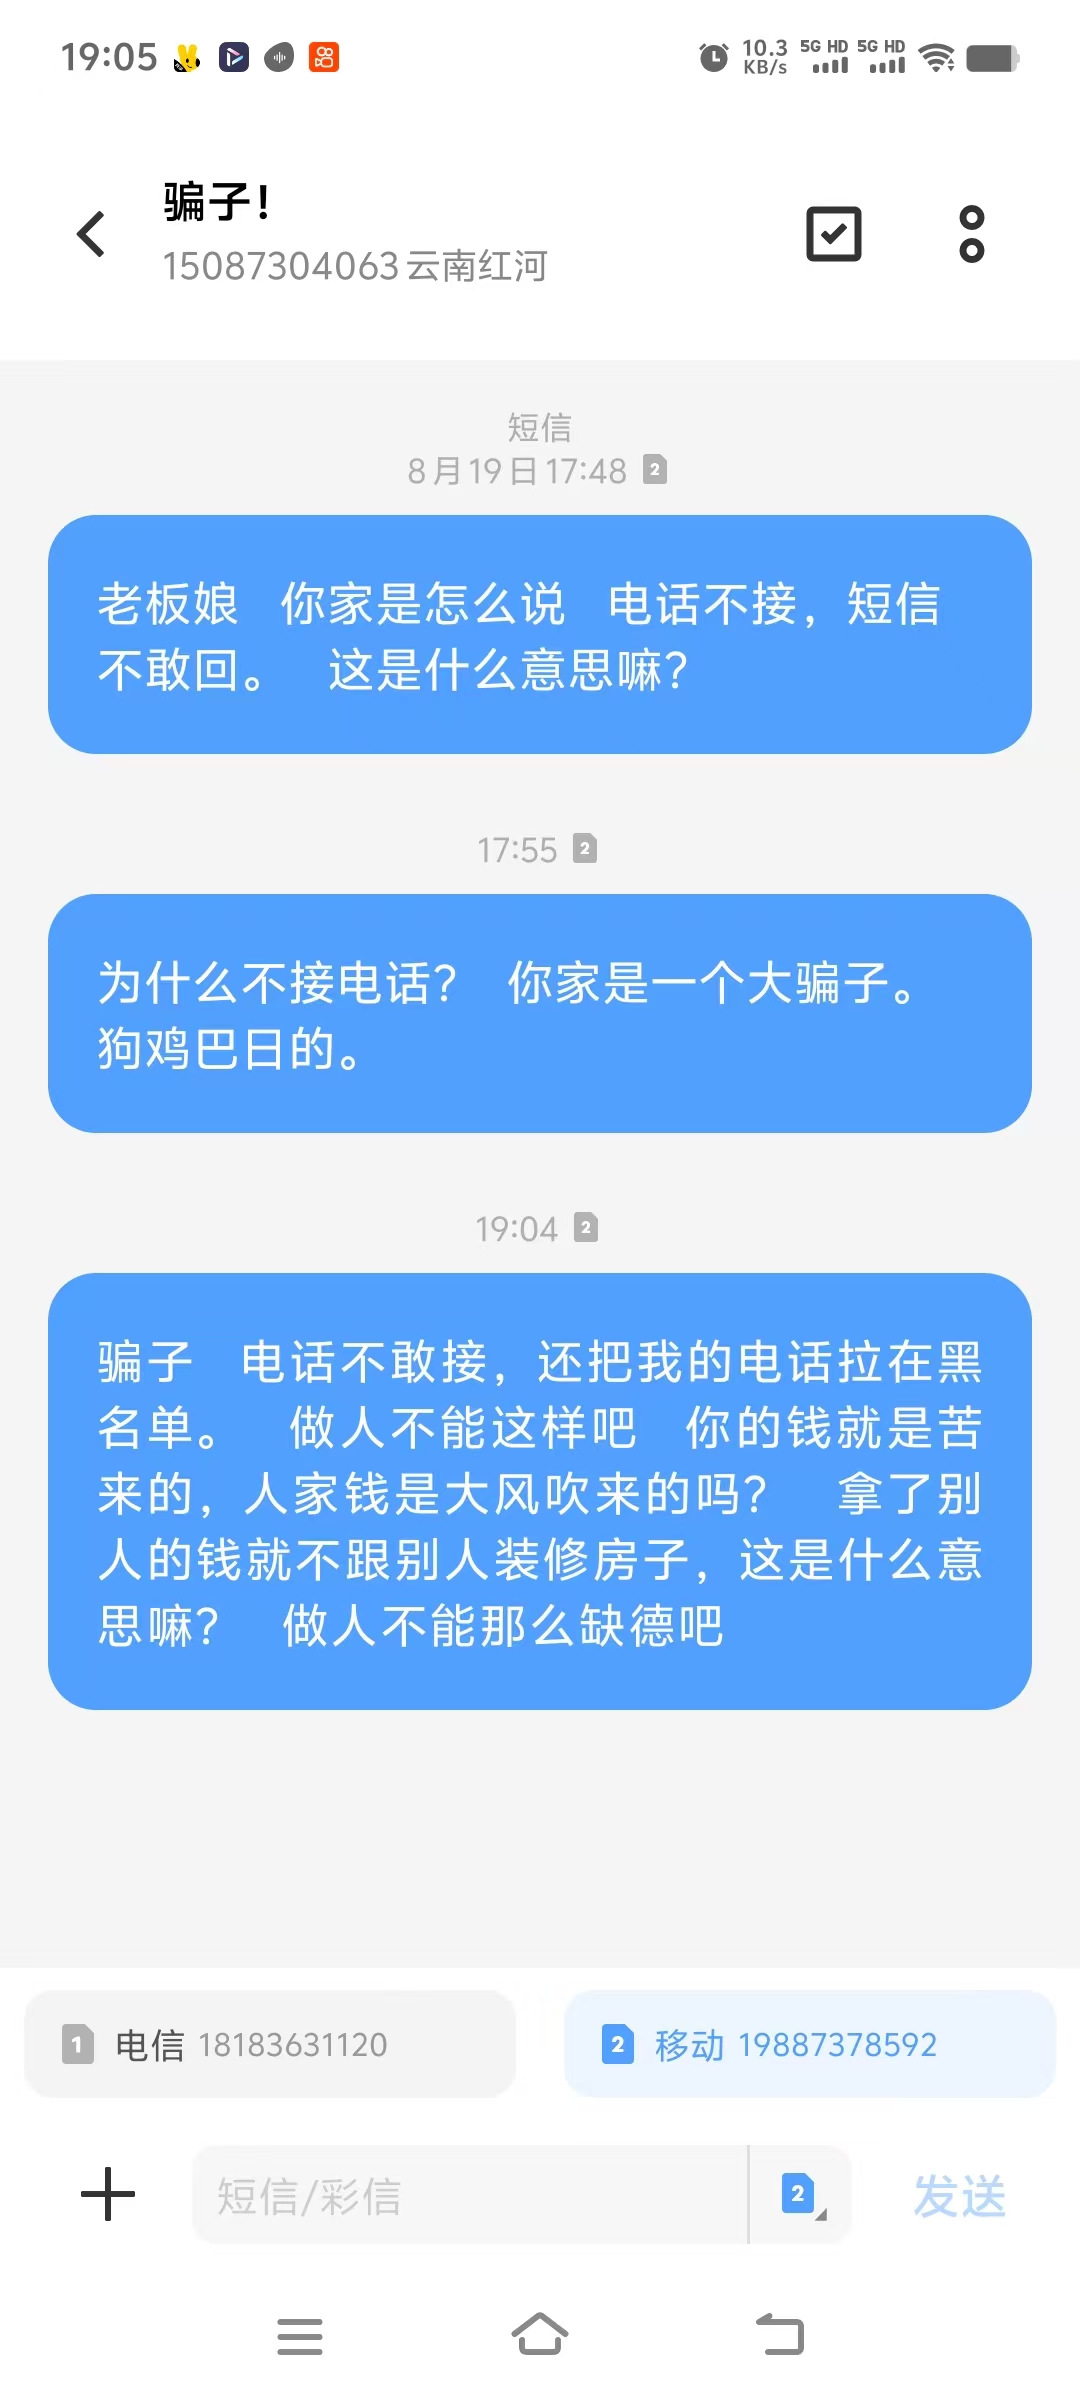 19:05
10.3 KB/s 5G HD 5G HD
骗子!
15087304063 云南红河
短信
8月19日 17:48 2
老板娘 你家是怎么说 电话不接，短信
不敢回。 这是什么意思嘛？
17:55 2
为什么不接电话？ 你家是一个大骗子。
狗鸡巴日的。
19:04 2
骗子 电话不敢接，还把我的电话拉在黑
名单。 做人不能这样吧 你的钱就是苦
来的，人家钱是大风吹来的吗？ 拿了别
人的钱就不跟别人装修房子，这是什么意
思嘛？ 做人不能那么缺德吧
1 电信 18183631120
2 移动 19887378592
短信/彩信
2
发送